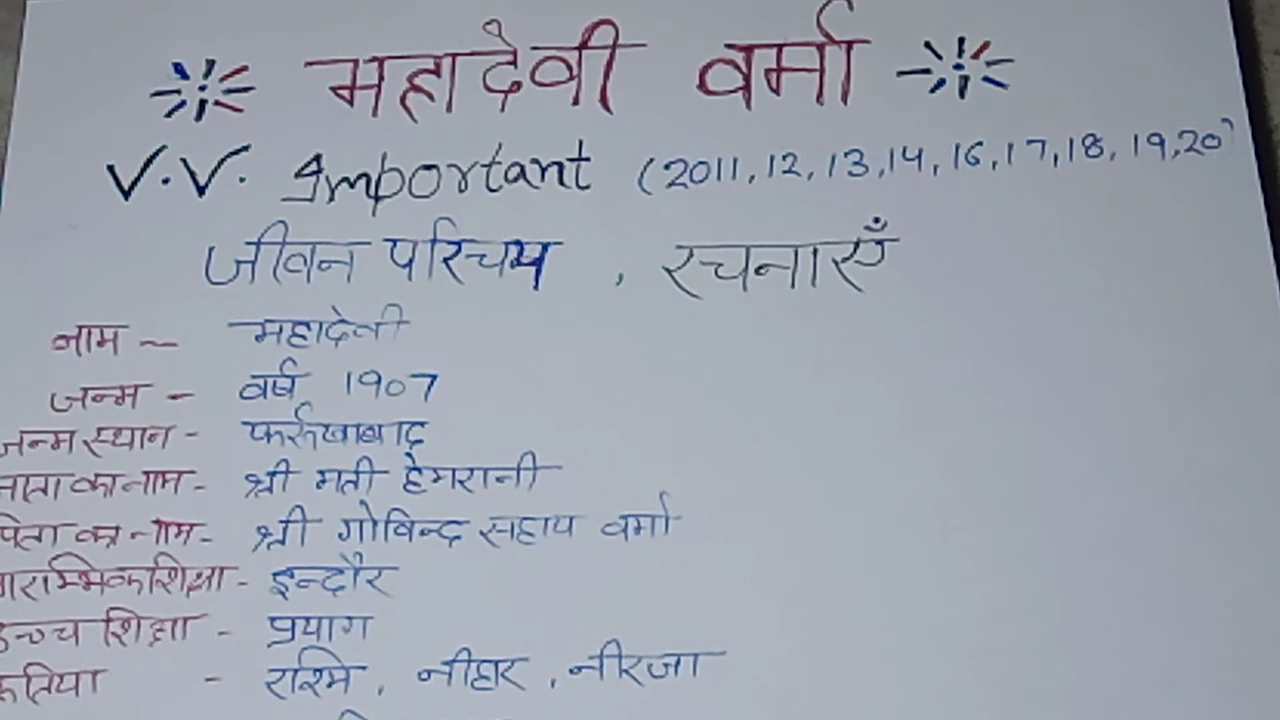 महादेवी वर्मा
V.V. Important (2011, 12, 13, 14, 16, 17, 18, 19, 20)
जीवन परिचय , रचनाएँ
नाम ~ महादेवी
जन्म - वर्ष 1907
जन्म स्थान - फर्रुखाबाद
माता का नाम - श्री मती हेमरानी
पिता का नाम - श्री गोविन्द सहाय वर्मा
प्रारम्भिक शिक्षा - इन्दौर
उच्च शिक्षा - प्रयाग
कृतिया - रश्मि , नीहार , नीरजा